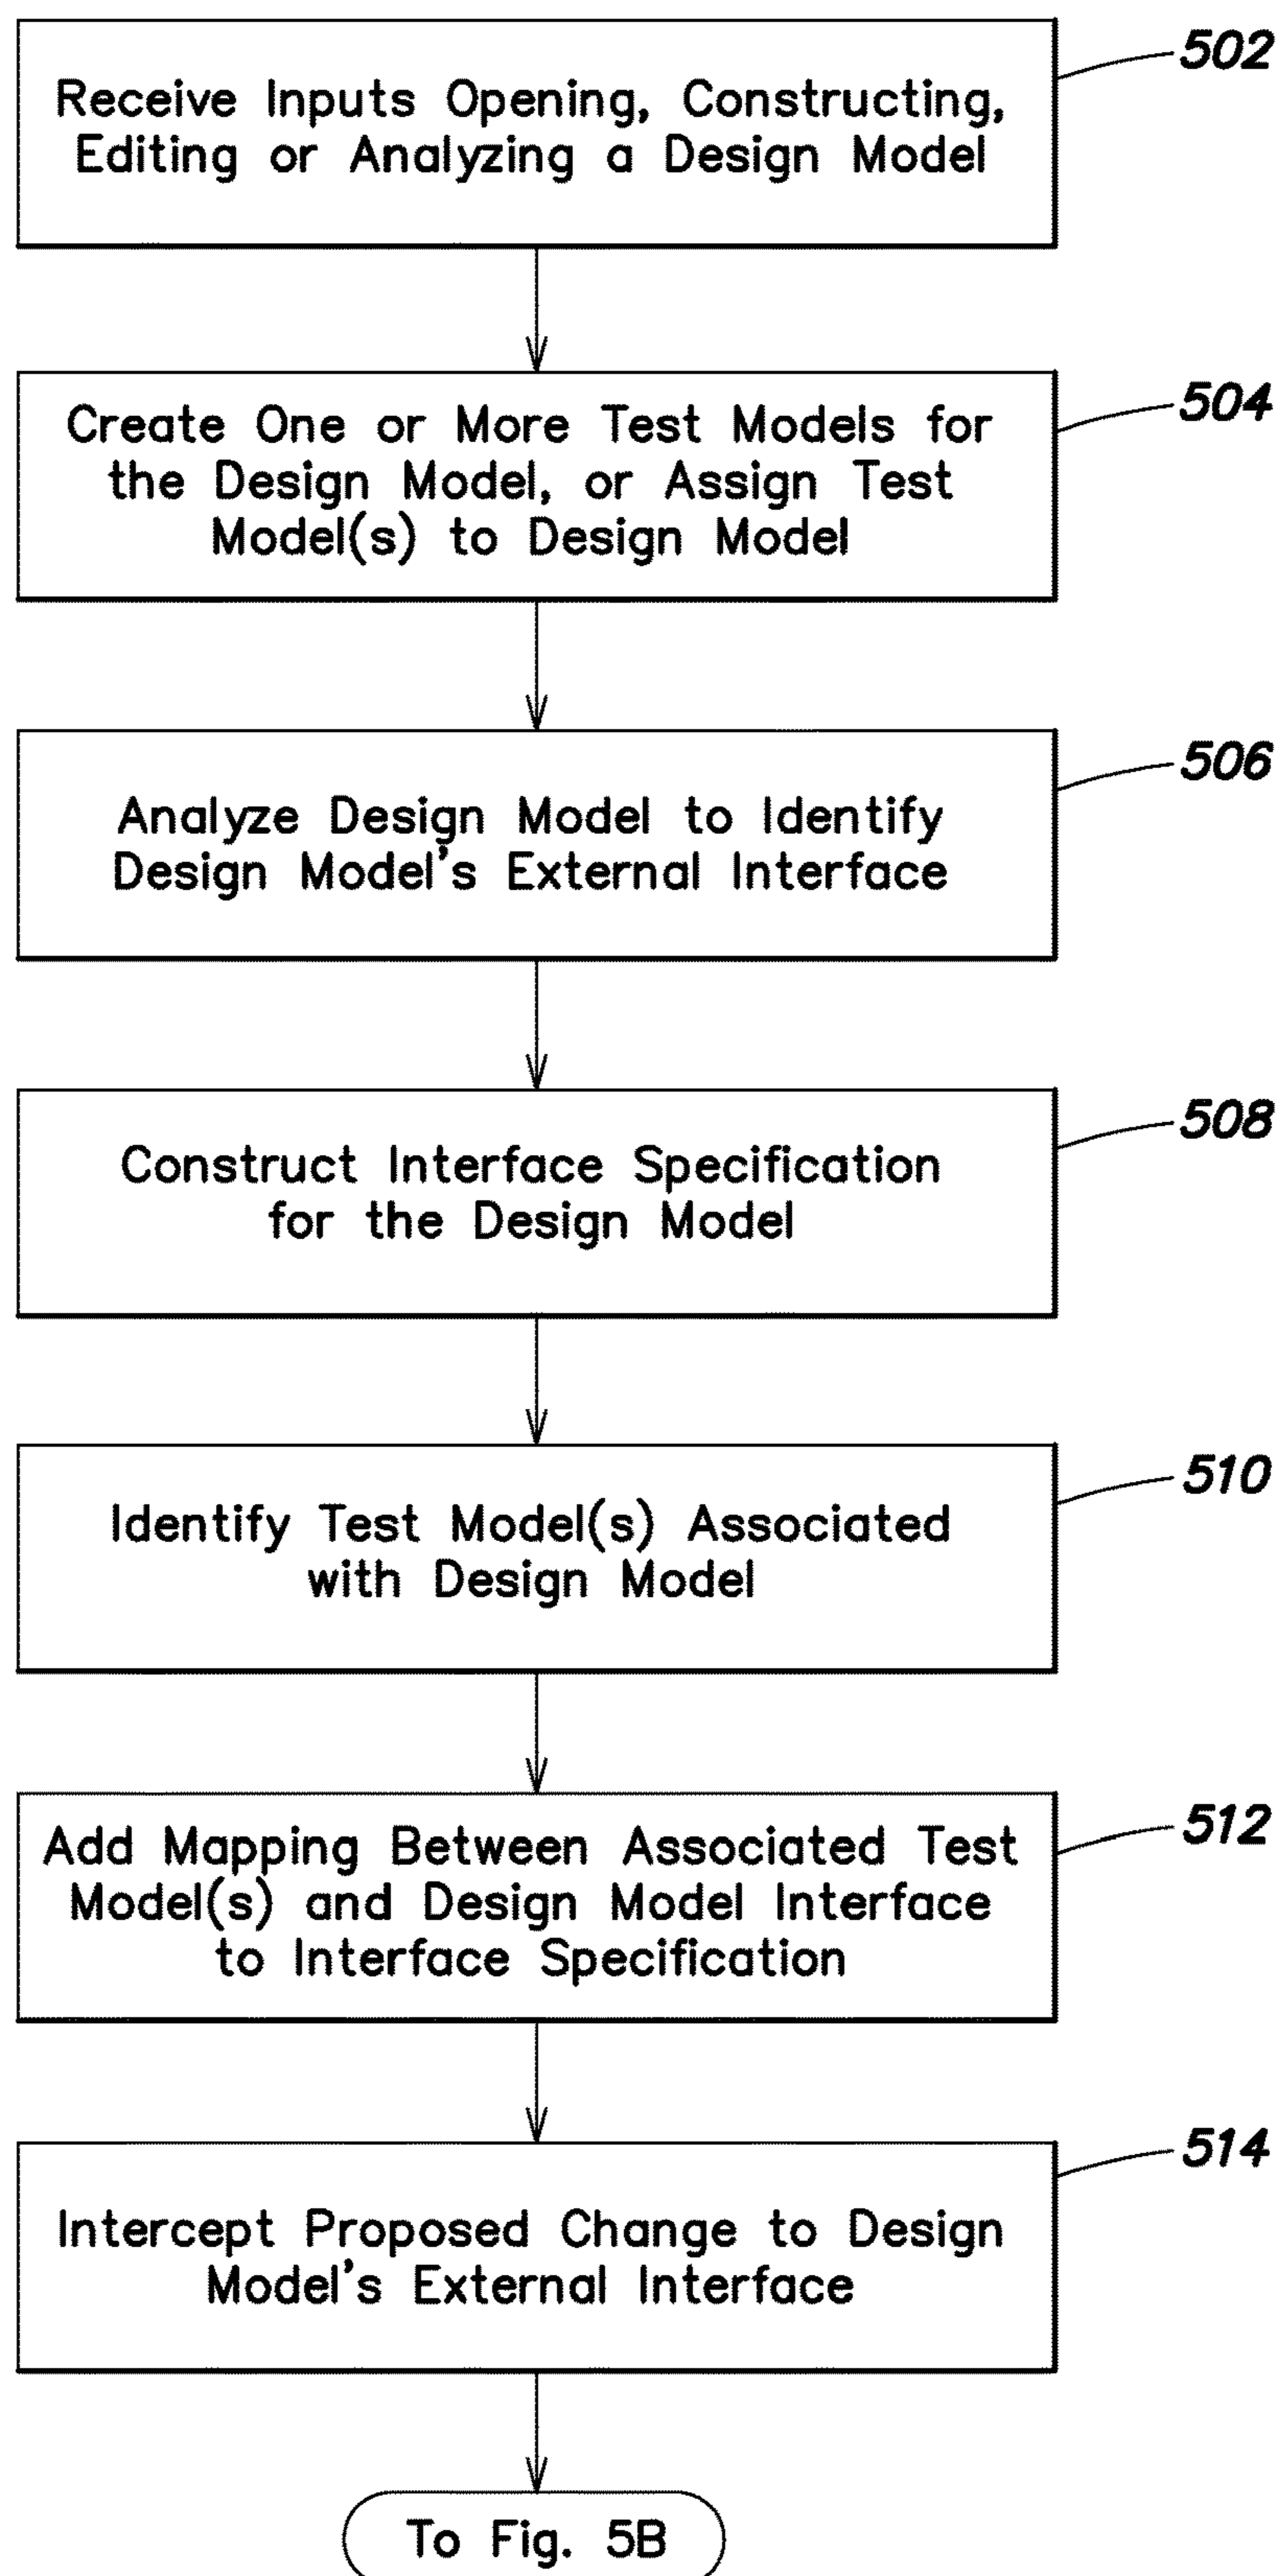 502
Receive Inputs Opening, Constructing,
Editing or Analyzing a Design Model
504
Create One or More Test Models for
the Design Model, or Assign Test
Model(s) to Design Model
506
Analyze Design Model to Identify
Design Model's External Interface
508
Construct Interface Specification
for the Design Model
510
Identify Test Model(s) Associated
with Design Model
512
Add Mapping Between Associated Test
Model(s) and Design Model Interface
to Interface Specification
514
Intercept Proposed Change to Design
Model's External Interface
To Fig. 5B